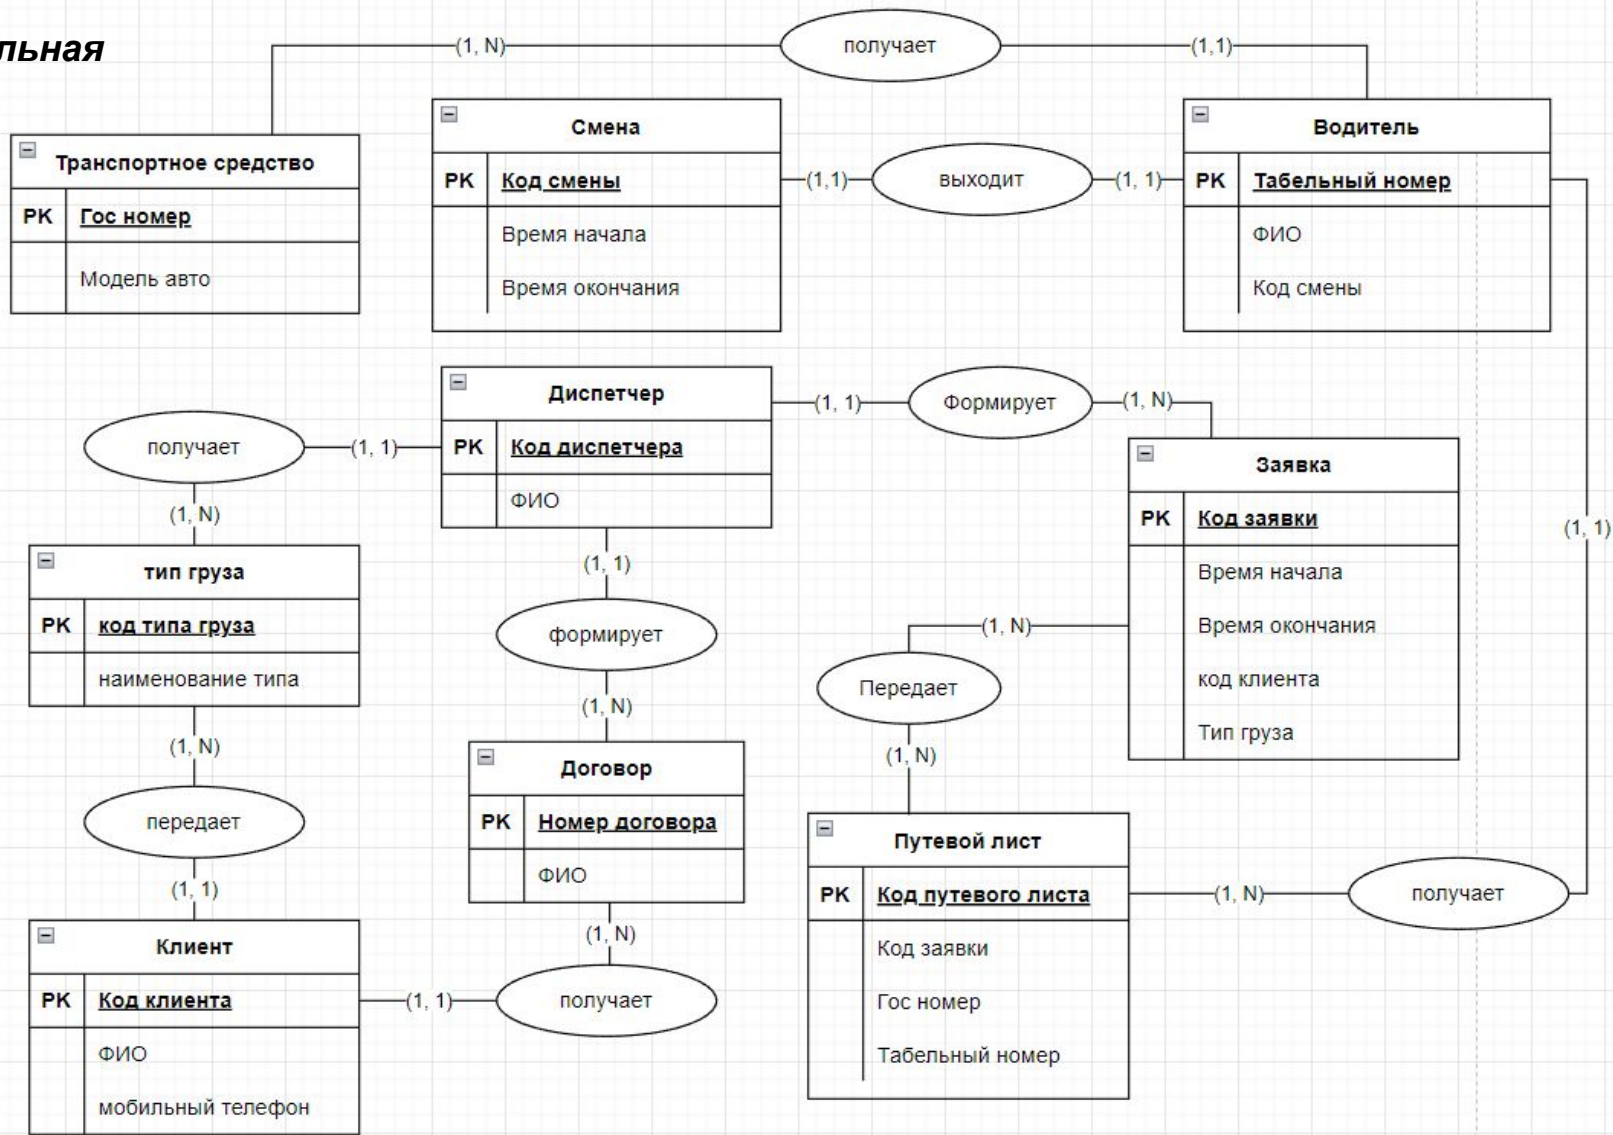 льная
(1, N)
получает
(1,1)
Транспортное средство
PK Гос номер
Модель авто
Смена
PK Код смены
Время начала
Время окончания
(1,1)
выходит
(1, 1)
Водитель
PK Табельный номер
ФИО
Код смены
Диспетчер
PK Код диспетчера
ФИО
(1, 1)
Формирует
(1, N)
получает
(1, 1)
(1, N)
Заявка
PK Код заявки
Время начала
Время окончания
код клиента
Тип груза
(1, 1)
тип груза
PK код типа груза
наименование типа
(1, 1)
формирует
(1, N)
(1, N)
Передает
(1, N)
(1, N)
передает
(1, 1)
Договор
PK Номер договора
ФИО
Путевой лист
PK Код путевого листа
Код заявки
Гос номер
Табельный номер
(1, N)
получает
Клиент
PK Код клиента
ФИО
мобильный телефон
(1, N)
(1, 1)
получает